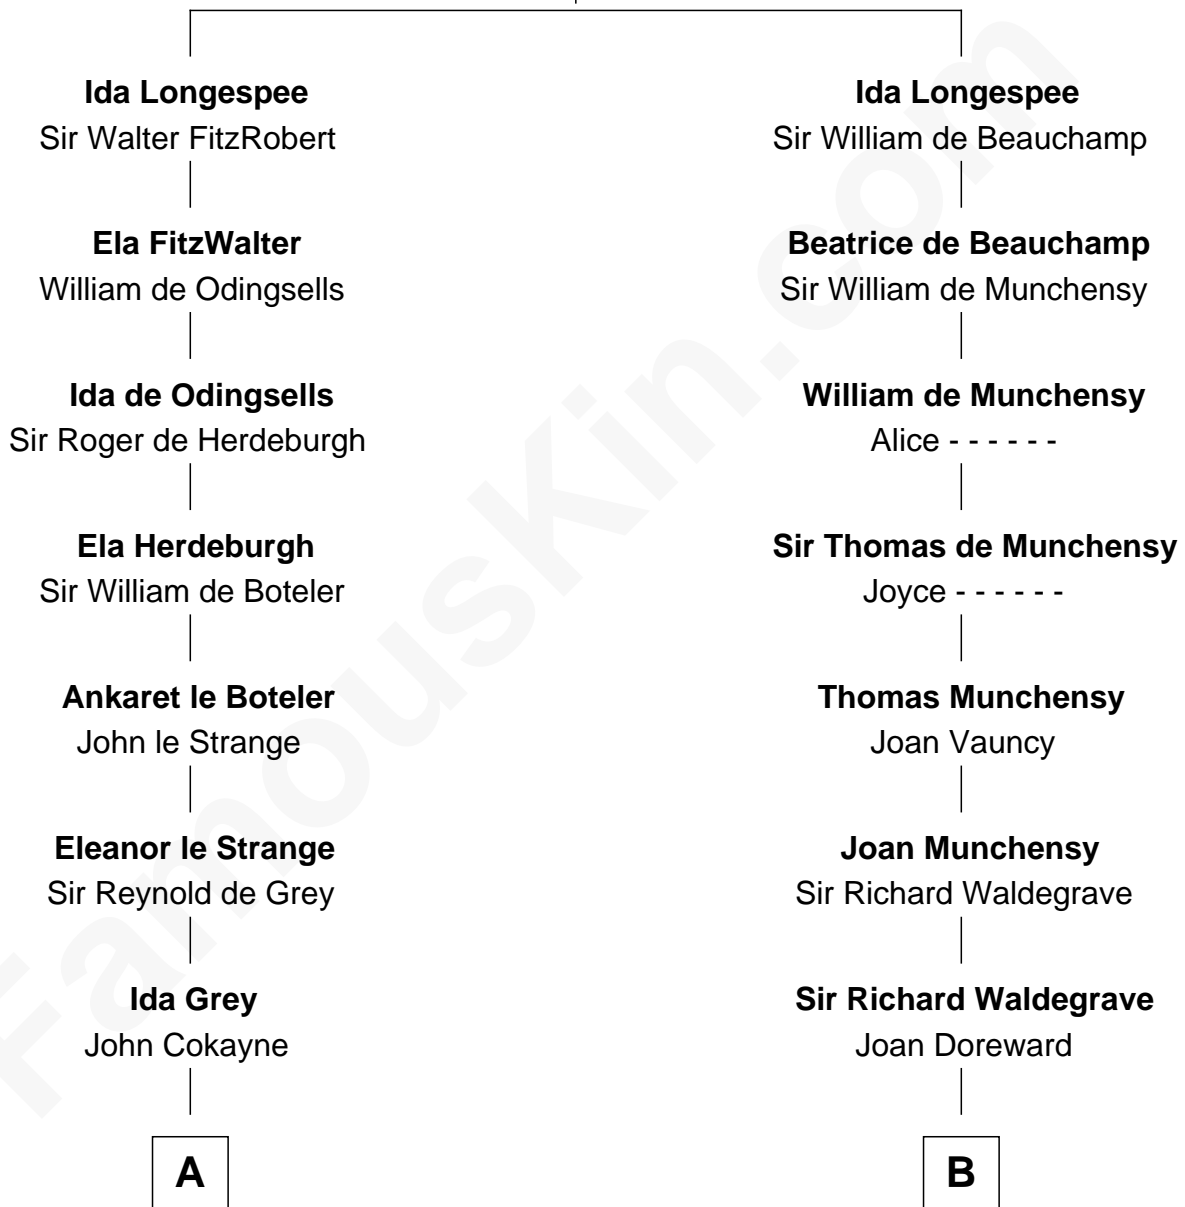 Ida Longespee
Sir Walter FitzRobert
Ela FitzWalter
William de Odingsells
Ida de Odingsells
Sir Roger de Herdeburgh
Ela Herdeburgh
Sir William de Boteler
Ankaret le Boteler
John le Strange
Eleanor le Strange
Sir Reynold de Grey
Ida Grey
John Cokayne
A
Ida Longespee
Sir William de Beauchamp
Beatrice de Beauchamp
Sir William de Munchensy
William de Munchensy
Alice - - - - - -
Sir Thomas de Munchensy
Joyce - - - - - -
Thomas Munchensy
Joan Vauncy
Joan Munchensy
Sir Richard Waldegrave
Sir Richard Waldegrave
Joan Doreward
B
FamousKin.com